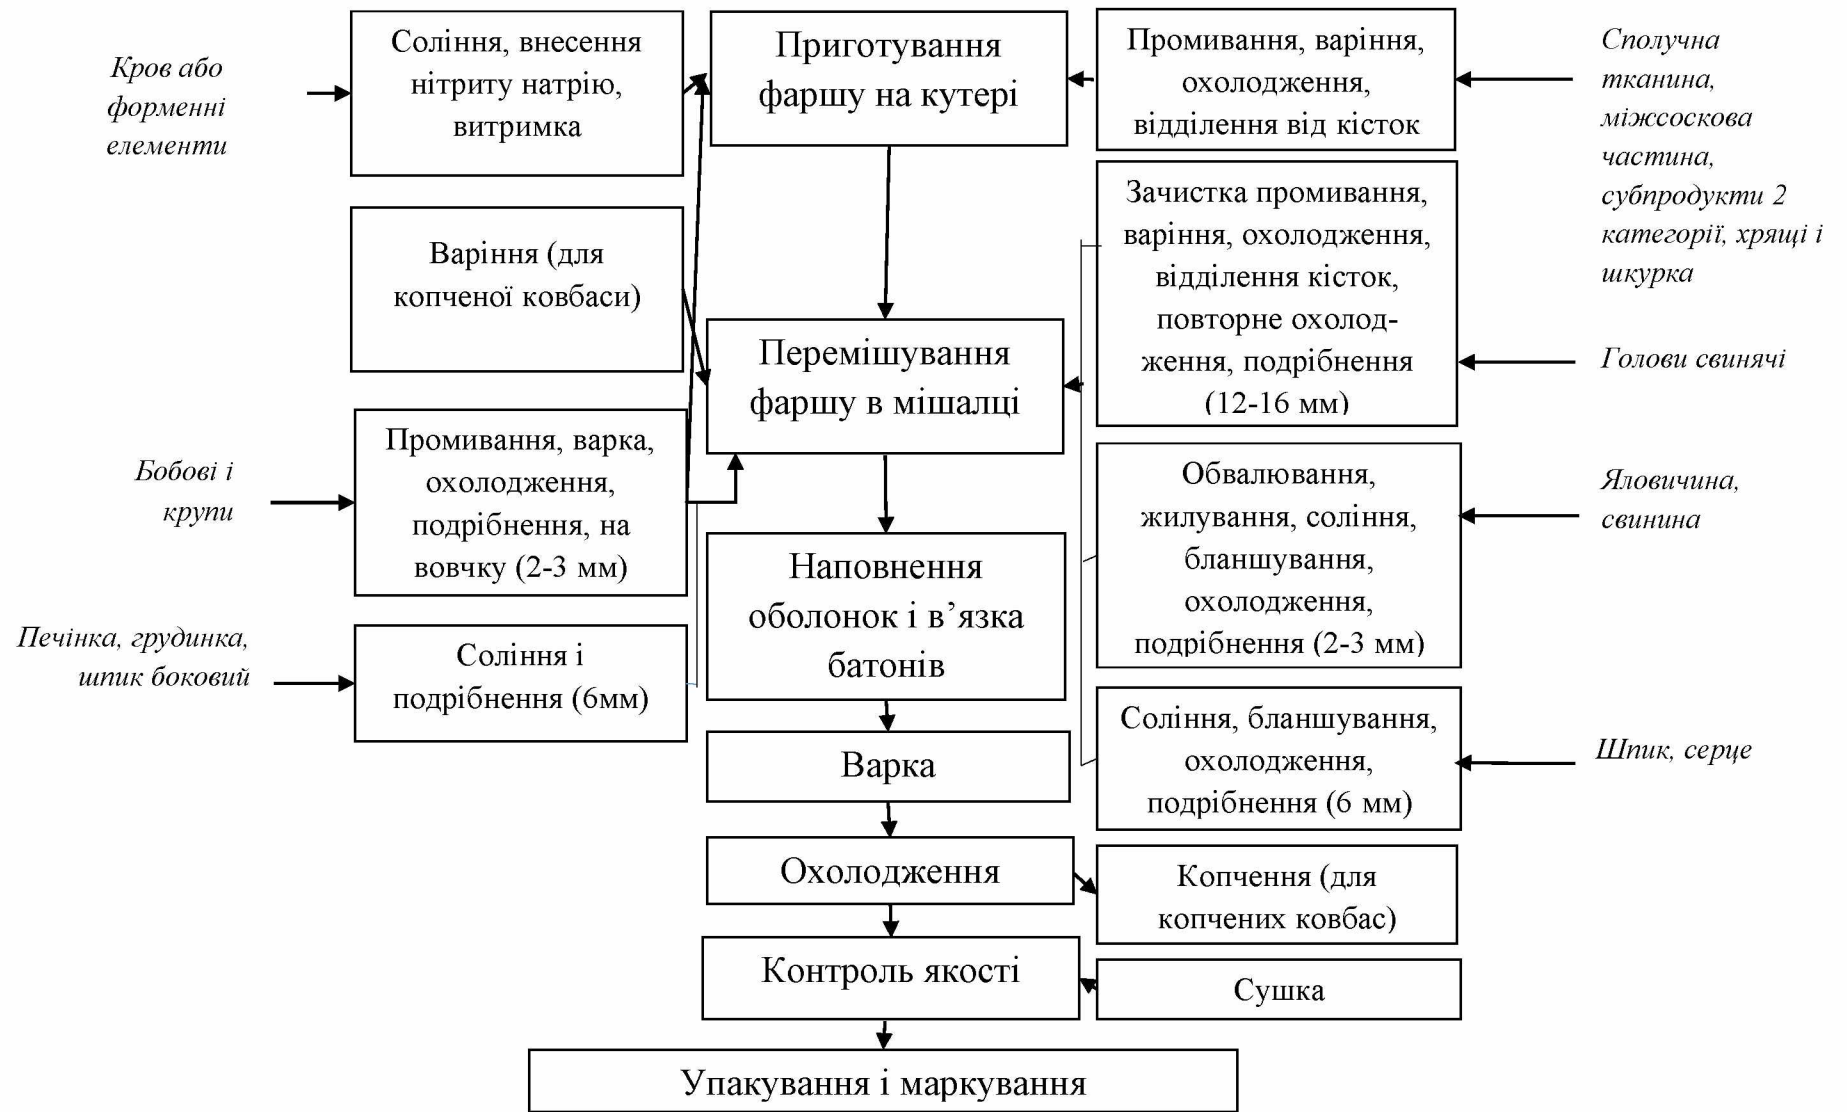 Кров або
форменні
елементи
Соління, внесення
нітриту натрію,
витримка
Приготування
фаршу на кутері
Промивання, варіння,
охолодження,
відділення від кісток
Сполучна
тканина,
міжсоскова
частина,
субпродукти 2
категорії, хрящі і
шкурка
Варіння (для
копченої ковбаси)
Зачистка промивання,
варіння, охолодження,
відділення кісток,
повторне охолод-
ження, подрібнення
(12-16 мм)
Голови свинячі
Перемішування
фаршу в мішалці
Бобові і
крупи
Промивання, варка,
охолодження,
подрібнення, на
вовчку (2-3 мм)
Обвалювання,
жилування, соління,
бланшування,
охолодження,
подрібнення (2-3 мм)
Яловичина,
свинина
Наповнення
оболонок і в’язка
батонів
Печінка, грудинка,
шпик боковий
Соління і
подрібнення (6мм)
Соління, бланшування,
охолодження,
подрібнення (6 мм)
Шпик, серце
Варка
Охолодження
Копчення (для
копчених ковбас)
Контроль якості
Сушка
Упакування і маркування